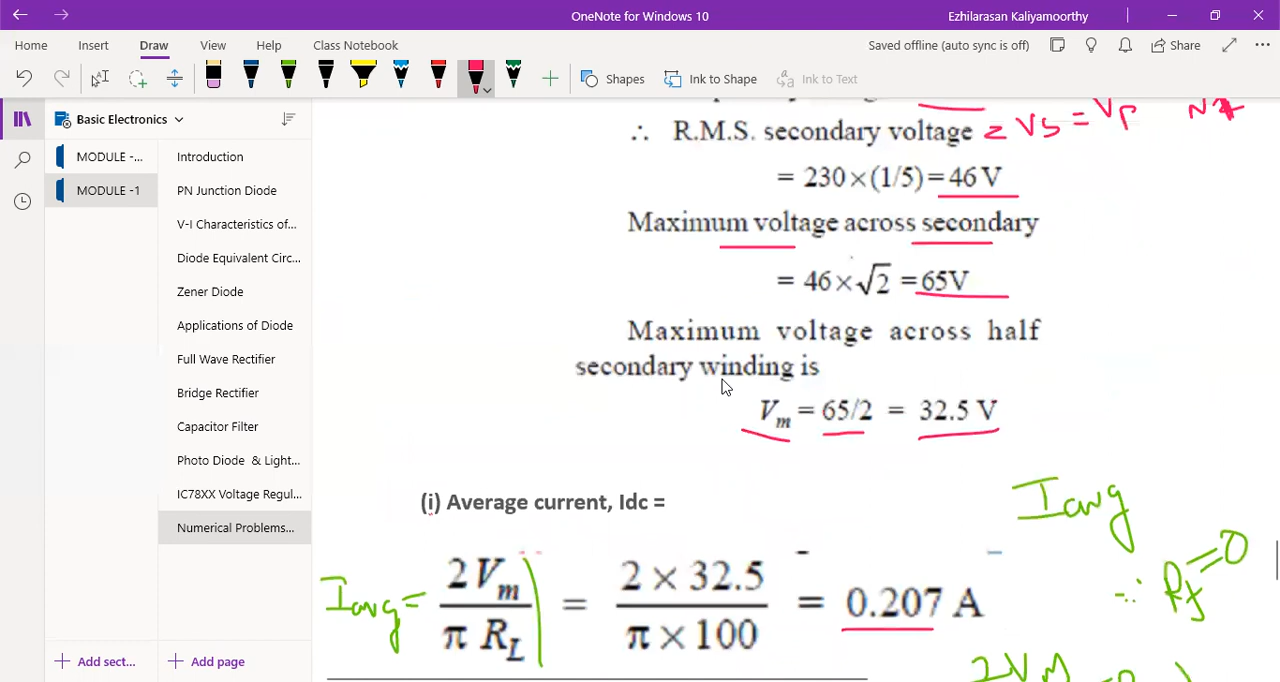 OneNote for Windows 10
Ezhilarasan Kaliyamoorthy
Home Insert Draw View Help Class Notebook
Saved offline (auto sync is off)
Share
Shapes
Ink to Shape
Ink to Text
Basic Electronics
MODULE -...
MODULE -1
Introduction
PN Junction Diode
V-I Characteristics of...
Diode Equivalent Circ...
Zener Diode
Applications of Diode
Full Wave Rectifier
Bridge Rectifier
Capacitor Filter
Photo Diode & Light...
IC78XX Voltage Regul...
Numerical Problems...
+ Add sect...
+ Add page
∴ R.M.S. secondary voltage = Vs = Vp
= 230×(1/5) = 46 V
Maximum voltage across secondary
= 46×√2 = 65V
Maximum voltage across half
secondary winding is
Vm = 65/2 = 32.5 V
(i) Average current, Idc =
Iavg
Iavg = 2 Vm / π RL = 2 × 32.5 / π × 100 = 0.207 A
∵ Rf = 0
2VM